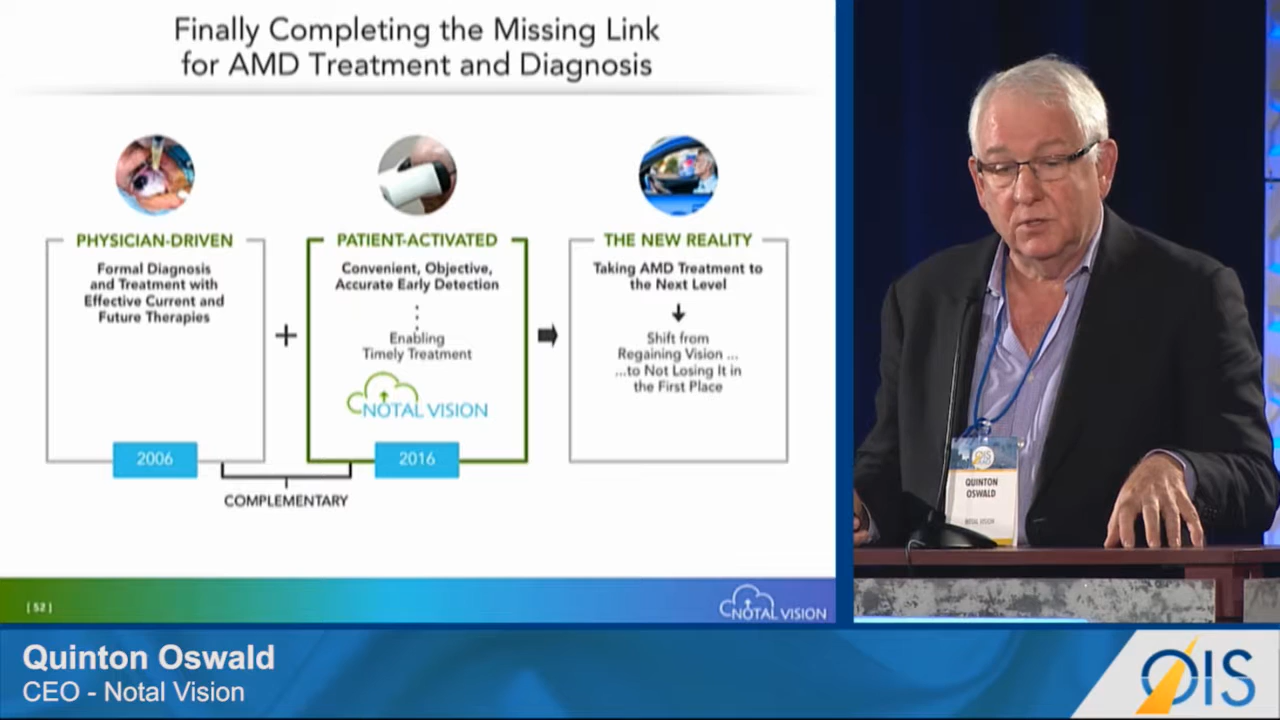 Finally Completing the Missing Link
for AMD Treatment and Diagnosis
PHYSICIAN-DRIVEN
Formal Diagnosis
and Treatment with
Effective Current and
Future Therapies
2006
+
PATIENT-ACTIVATED
Convenient, Objective,
Accurate Early Detection
Enabling
Timely Treatment
NOTAL VISION
2016
COMPLEMENTARY
THE NEW REALITY
Taking AMD Treatment to
the Next Level
Shift from
Regaining Vision ...
...to Not Losing It in
the First Place
[ 52 ]
NOTAL VISION
QUINTON
OSWALD
NOTAL VISION
Quinton Oswald
CEO - Notal Vision
OIS